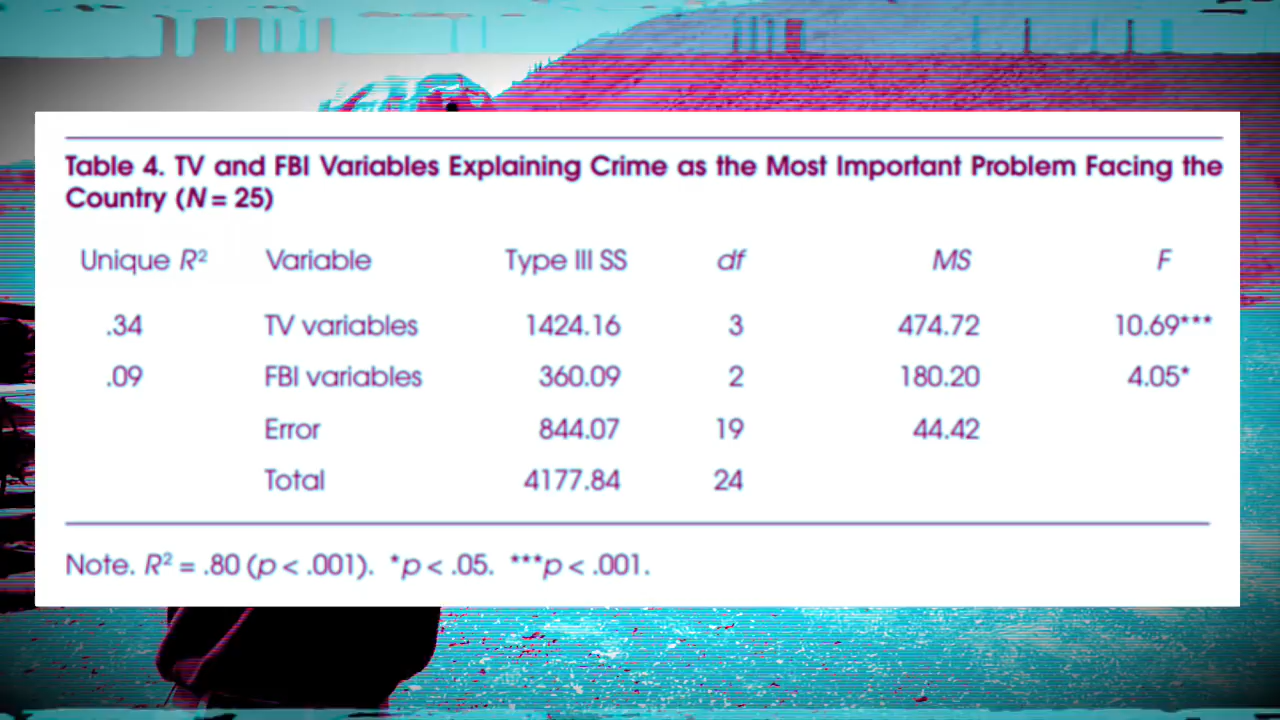 Table 4. TV and FBI Variables Explaining Crime as the Most Important Problem Facing the
Country (N = 25)
Unique R² Variable Type III SS df MS F
.34 TV variables 1424.16 3 474.72 10.69***
.09 FBI variables 360.09 2 180.20 4.05*
Error 844.07 19 44.42
Total 4177.84 24
Note. R² = .80 (p < .001). *p < .05. ***p < .001.